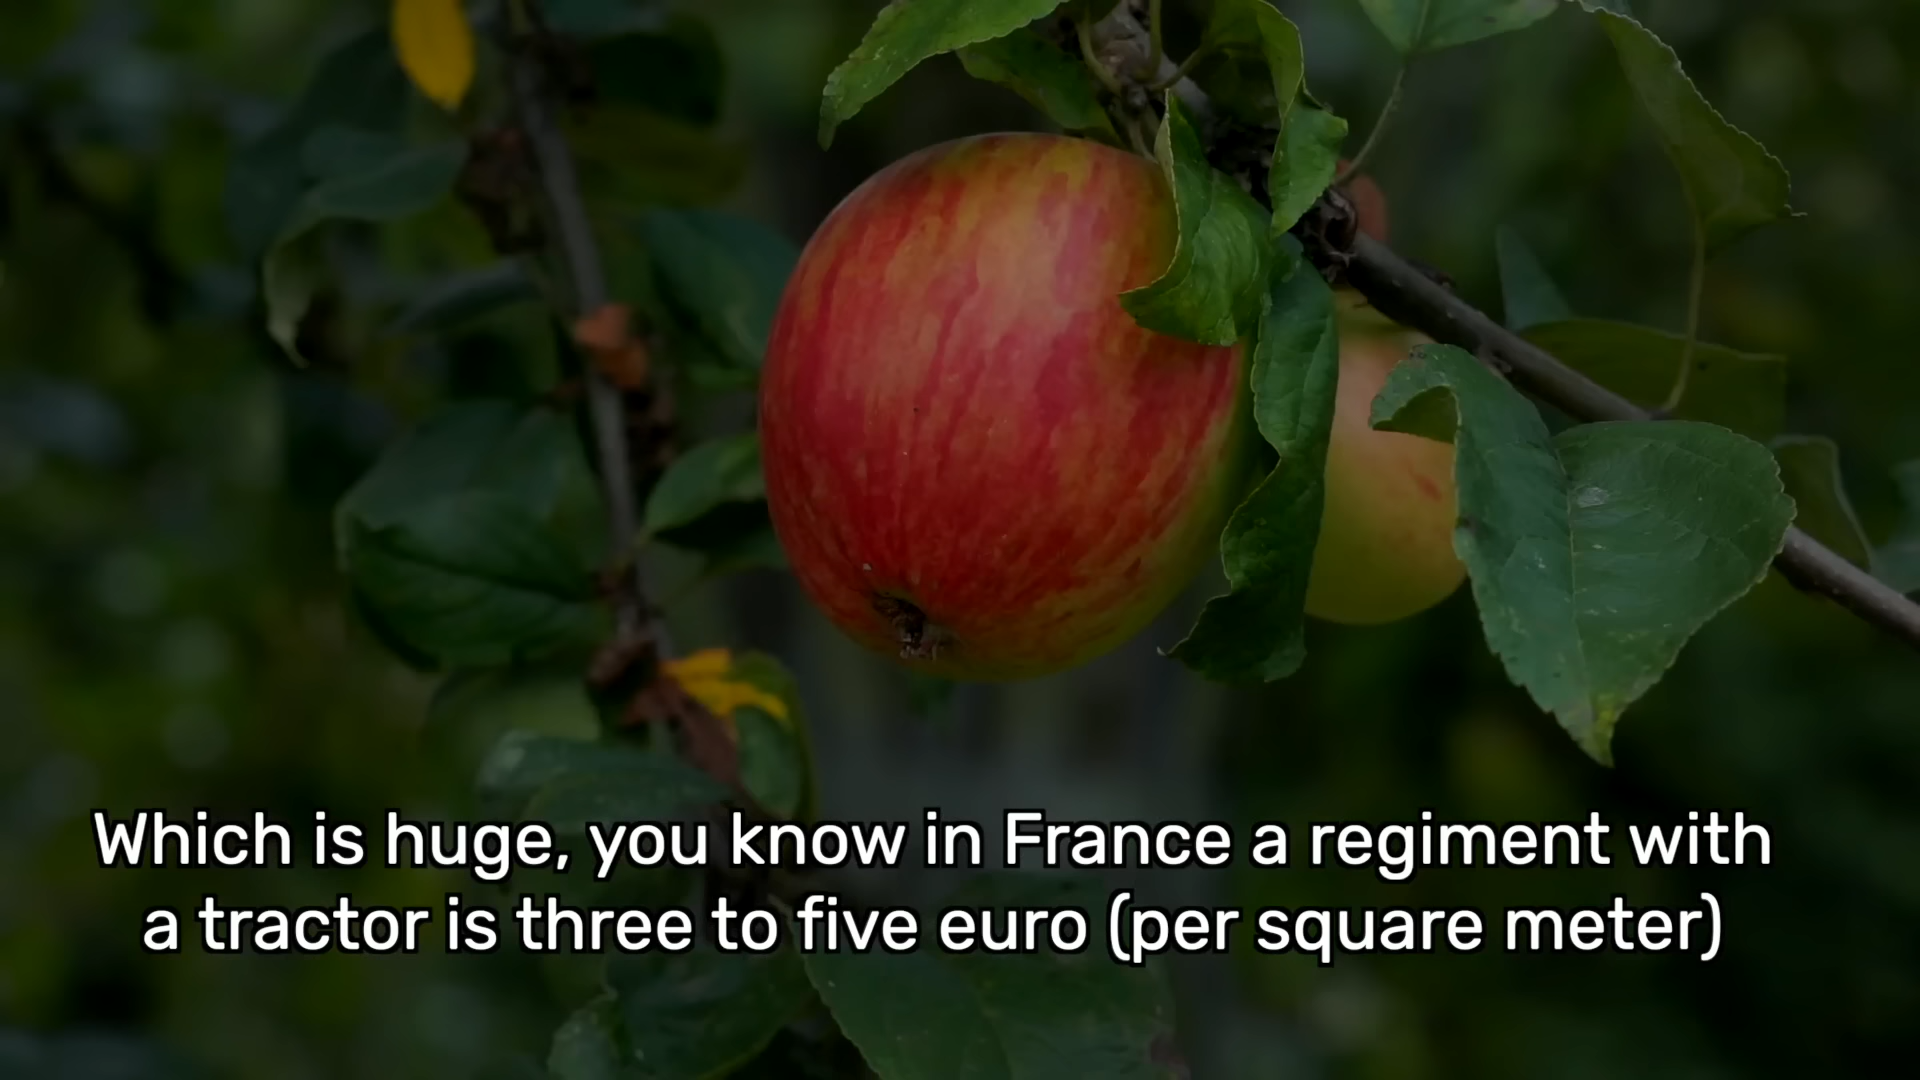 Which is huge, you know in France a regiment with
a tractor is three to five euro (per square meter)